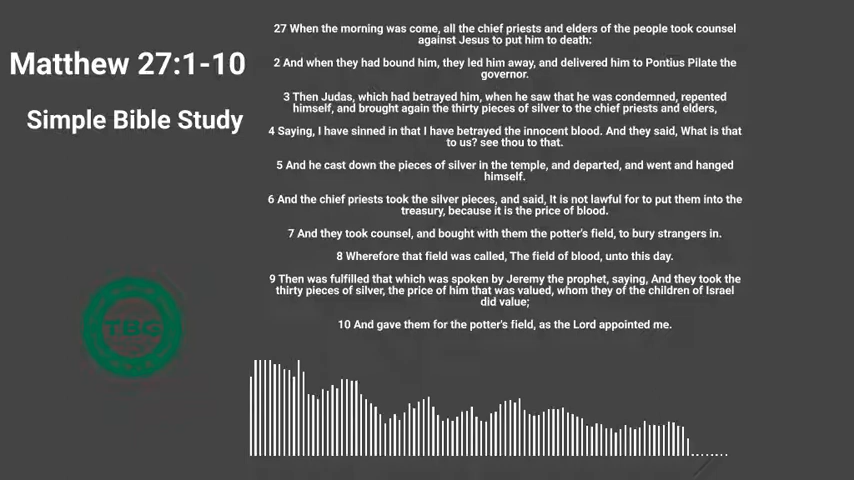 Matthew 27:1-10
Simple Bible Study
27 When the morning was come, all the chief priests and elders of the people took counsel
against Jesus to put him to death:
2 And when they had bound him, they led him away, and delivered him to Pontius Pilate the
governor.
3 Then Judas, which had betrayed him, when he saw that he was condemned, repented
himself, and brought again the thirty pieces of silver to the chief priests and elders,
4 Saying, I have sinned in that I have betrayed the innocent blood. And they said, What is that
to us? see thou to that.
5 And he cast down the pieces of silver in the temple, and departed, and went and hanged
himself.
6 And the chief priests took the silver pieces, and said, It is not lawful for to put them into the
treasury, because it is the price of blood.
7 And they took counsel, and bought with them the potter's field, to bury strangers in.
8 Wherefore that field was called, The field of blood, unto this day.
9 Then was fulfilled that which was spoken by Jeremy the prophet, saying, And they took the
thirty pieces of silver, the price of him that was valued, whom they of the children of Israel
did value;
10 And gave them for the potter's field, as the Lord appointed me.
TBG